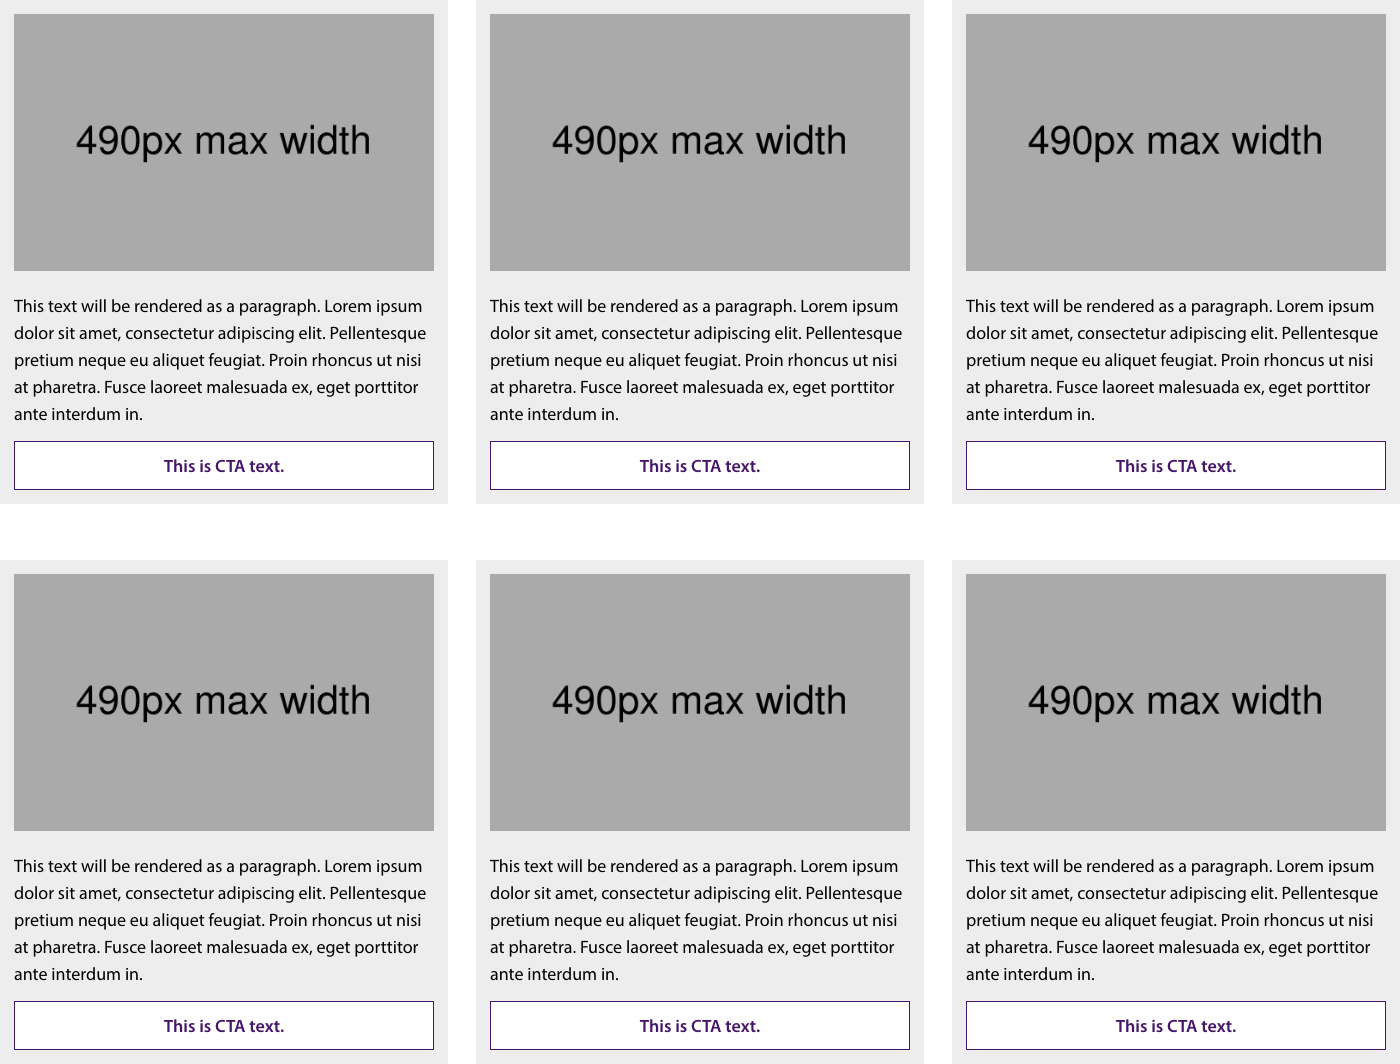 490px max width
This text will be rendered as a paragraph. Lorem ipsum
dolor sit amet, consectetur adipiscing elit. Pellentesque
pretium neque eu aliquet feugiat. Proin rhoncus ut nisi
at pharetra. Fusce laoreet malesuada ex, eget porttitor
ante interdum in.
This is CTA text.
490px max width
This text will be rendered as a paragraph. Lorem ipsum
dolor sit amet, consectetur adipiscing elit. Pellentesque
pretium neque eu aliquet feugiat. Proin rhoncus ut nisi
at pharetra. Fusce laoreet malesuada ex, eget porttitor
ante interdum in.
This is CTA text.
490px max width
This text will be rendered as a paragraph. Lorem ipsum
dolor sit amet, consectetur adipiscing elit. Pellentesque
pretium neque eu aliquet feugiat. Proin rhoncus ut nisi
at pharetra. Fusce laoreet malesuada ex, eget porttitor
ante interdum in.
This is CTA text.
490px max width
This text will be rendered as a paragraph. Lorem ipsum
dolor sit amet, consectetur adipiscing elit. Pellentesque
pretium neque eu aliquet feugiat. Proin rhoncus ut nisi
at pharetra. Fusce laoreet malesuada ex, eget porttitor
ante interdum in.
This is CTA text.
490px max width
This text will be rendered as a paragraph. Lorem ipsum
dolor sit amet, consectetur adipiscing elit. Pellentesque
pretium neque eu aliquet feugiat. Proin rhoncus ut nisi
at pharetra. Fusce laoreet malesuada ex, eget porttitor
ante interdum in.
This is CTA text.
490px max width
This text will be rendered as a paragraph. Lorem ipsum
dolor sit amet, consectetur adipiscing elit. Pellentesque
pretium neque eu aliquet feugiat. Proin rhoncus ut nisi
at pharetra. Fusce laoreet malesuada ex, eget porttitor
ante interdum in.
This is CTA text.